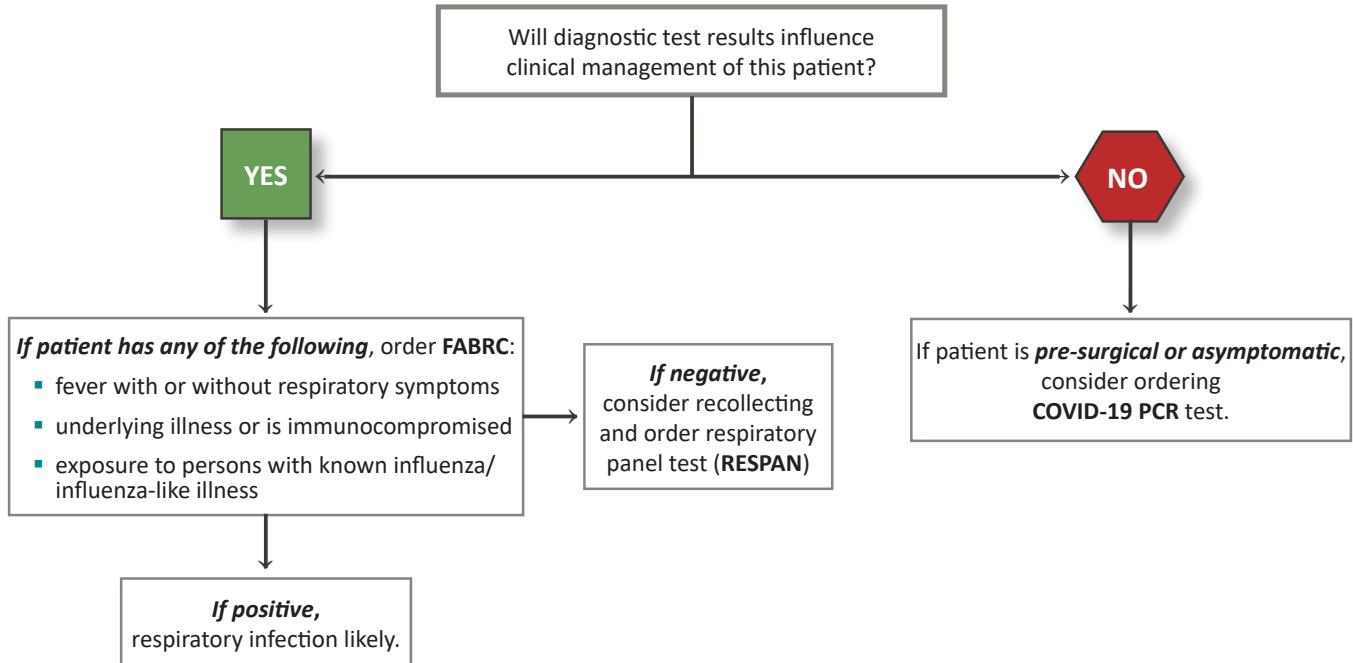 Will diagnostic test results influence
clinical management of this patient?
YES
NO
If patient has any of the following, order FABRC:
▪ fever with or without respiratory symptoms
▪ underlying illness or is immunocompromised
▪ exposure to persons with known influenza/
influenza-like illness
If negative,
consider recollecting
and order respiratory
panel test (RESPAN)
If patient is pre-surgical or asymptomatic,
consider ordering
COVID-19 PCR test.
If positive,
respiratory infection likely.